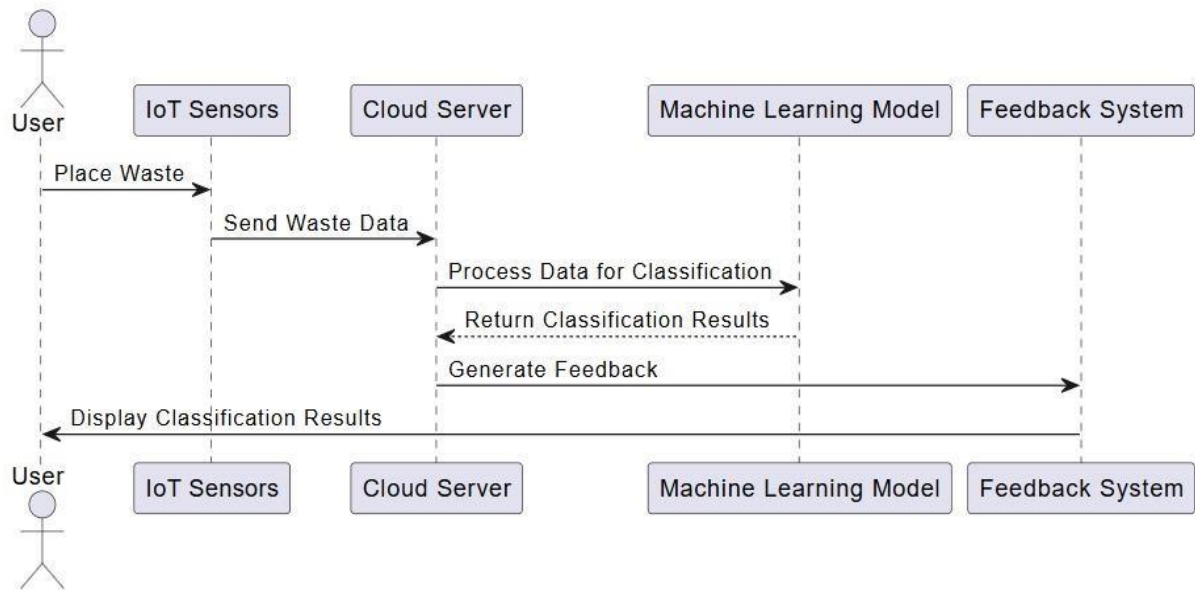 User
IoT Sensors
Cloud Server
Machine Learning Model
Feedback System
Place Waste
Send Waste Data
Process Data for Classification
Return Classification Results
Generate Feedback
Display Classification Results
User
IoT Sensors
Cloud Server
Machine Learning Model
Feedback System